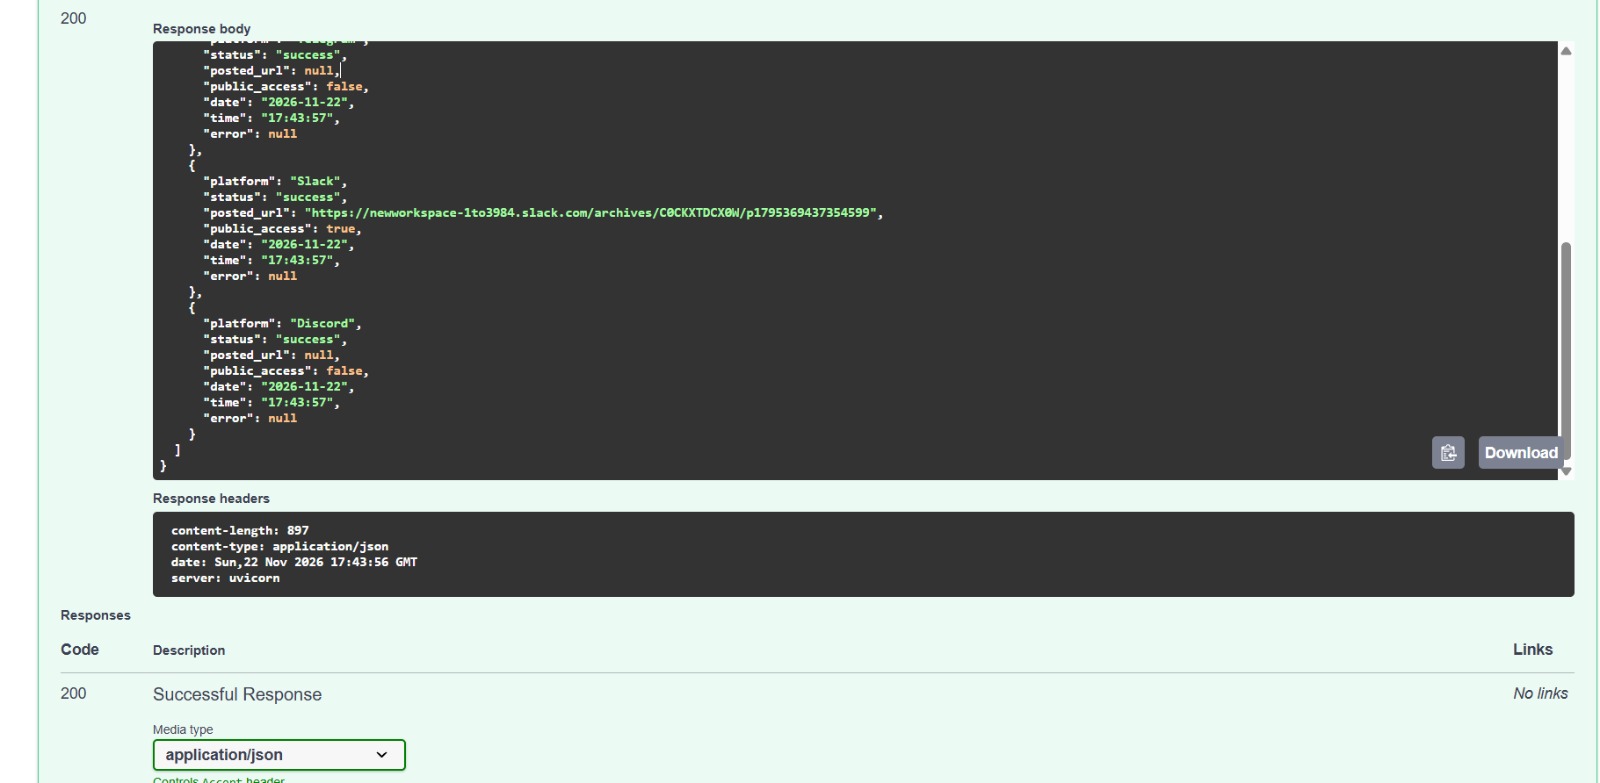 200
Response body
"status": "success",
"posted_url": null,
"public_access": false,
"date": "2026-11-22",
"time": "17:43:57",
"error": null
},
{
"platform": "Slack",
"status": "success",
"posted_url": "https://newworkspace-1to3984.slack.com/archives/C0CKXTDCX0W/p1795369437354599",
"public_access": true,
"date": "2026-11-22",
"time": "17:43:57",
"error": null
},
{
"platform": "Discord",
"status": "success",
"posted_url": null,
"public_access": false,
"date": "2026-11-22",
"time": "17:43:57",
"error": null
}
]
}
Download
Response headers
content-length: 897
content-type: application/json
date: Sun,22 Nov 2026 17:43:56 GMT
server: uvicorn
Responses
Code Description Links
200 Successful Response No links
Media type
application/json
Controls Accept header